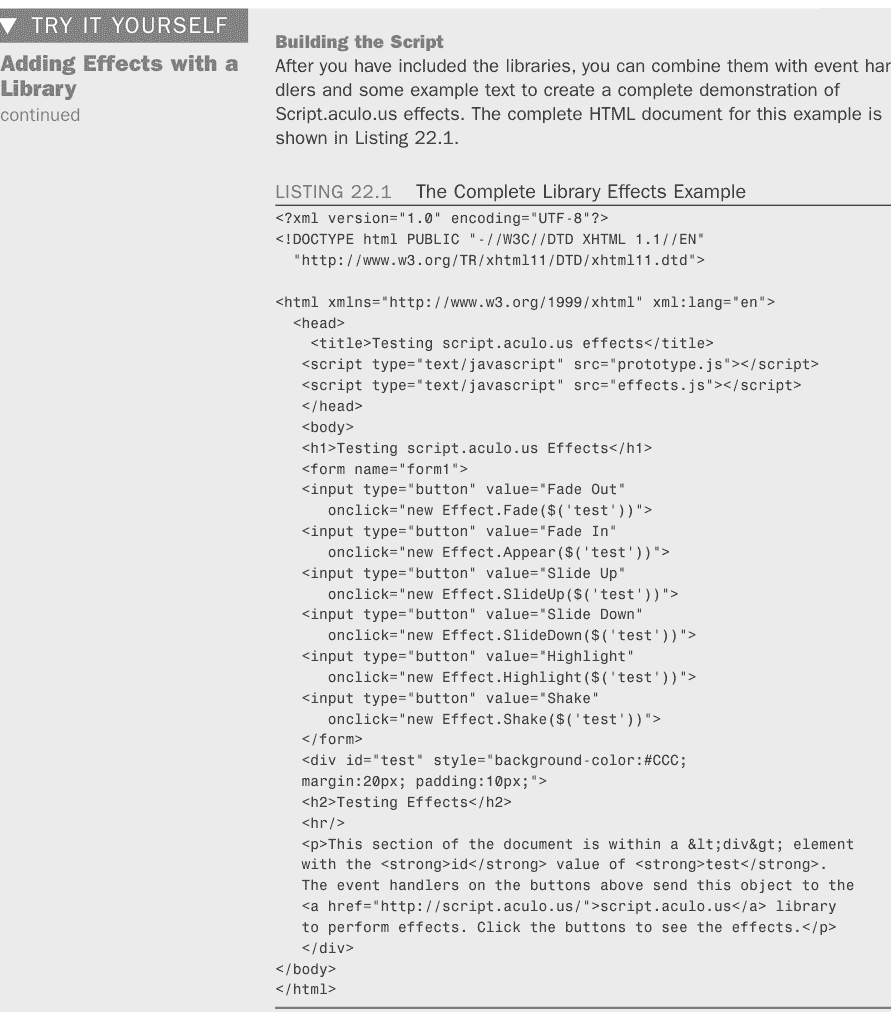 ▼ TRY IT YOURSELF
Adding Effects with a
Library
continued
Building the Script
After you have included the libraries, you can combine them with event han
dlers and some example text to create a complete demonstration of
Script.aculo.us effects. The complete HTML document for this example is
shown in Listing 22.1.
LISTING 22.1 The Complete Library Effects Example
<?xml version="1.0" encoding="UTF-8"?>
<!DOCTYPE html PUBLIC "-//W3C//DTD XHTML 1.1//EN"
  "http://www.w3.org/TR/xhtml11/DTD/xhtml11.dtd">
<html xmlns="http://www.w3.org/1999/xhtml" xml:lang="en">
  <head>
    <title>Testing script.aculo.us effects</title>
   <script type="text/javascript" src="prototype.js"></script>
   <script type="text/javascript" src="effects.js"></script>
   </head>
   <body>
   <h1>Testing script.aculo.us Effects</h1>
   <form name="form1">
   <input type="button" value="Fade Out"
      onclick="new Effect.Fade($('test'))">
   <input type="button" value="Fade In"
      onclick="new Effect.Appear($('test'))">
   <input type="button" value="Slide Up"
      onclick="new Effect.SlideUp($('test'))">
   <input type="button" value="Slide Down"
      onclick="new Effect.SlideDown($('test'))">
   <input type="button" value="Highlight"
      onclick="new Effect.Highlight($('test'))">
   <input type="button" value="Shake"
      onclick="new Effect.Shake($('test'))">
   </form>
   <div id="test" style="background-color:#CCC;
   margin:20px; padding:10px;">
   <h2>Testing Effects</h2>
   <hr/>
   <p>This section of the document is within a &lt;div&gt; element
   with the <strong>id</strong> value of <strong>test</strong>.
   The event handlers on the buttons above send this object to the
   <a href="http://script.aculo.us/">script.aculo.us</a> library
   to perform effects. Click the buttons to see the effects.</p>
   </div>
</body>
</html>